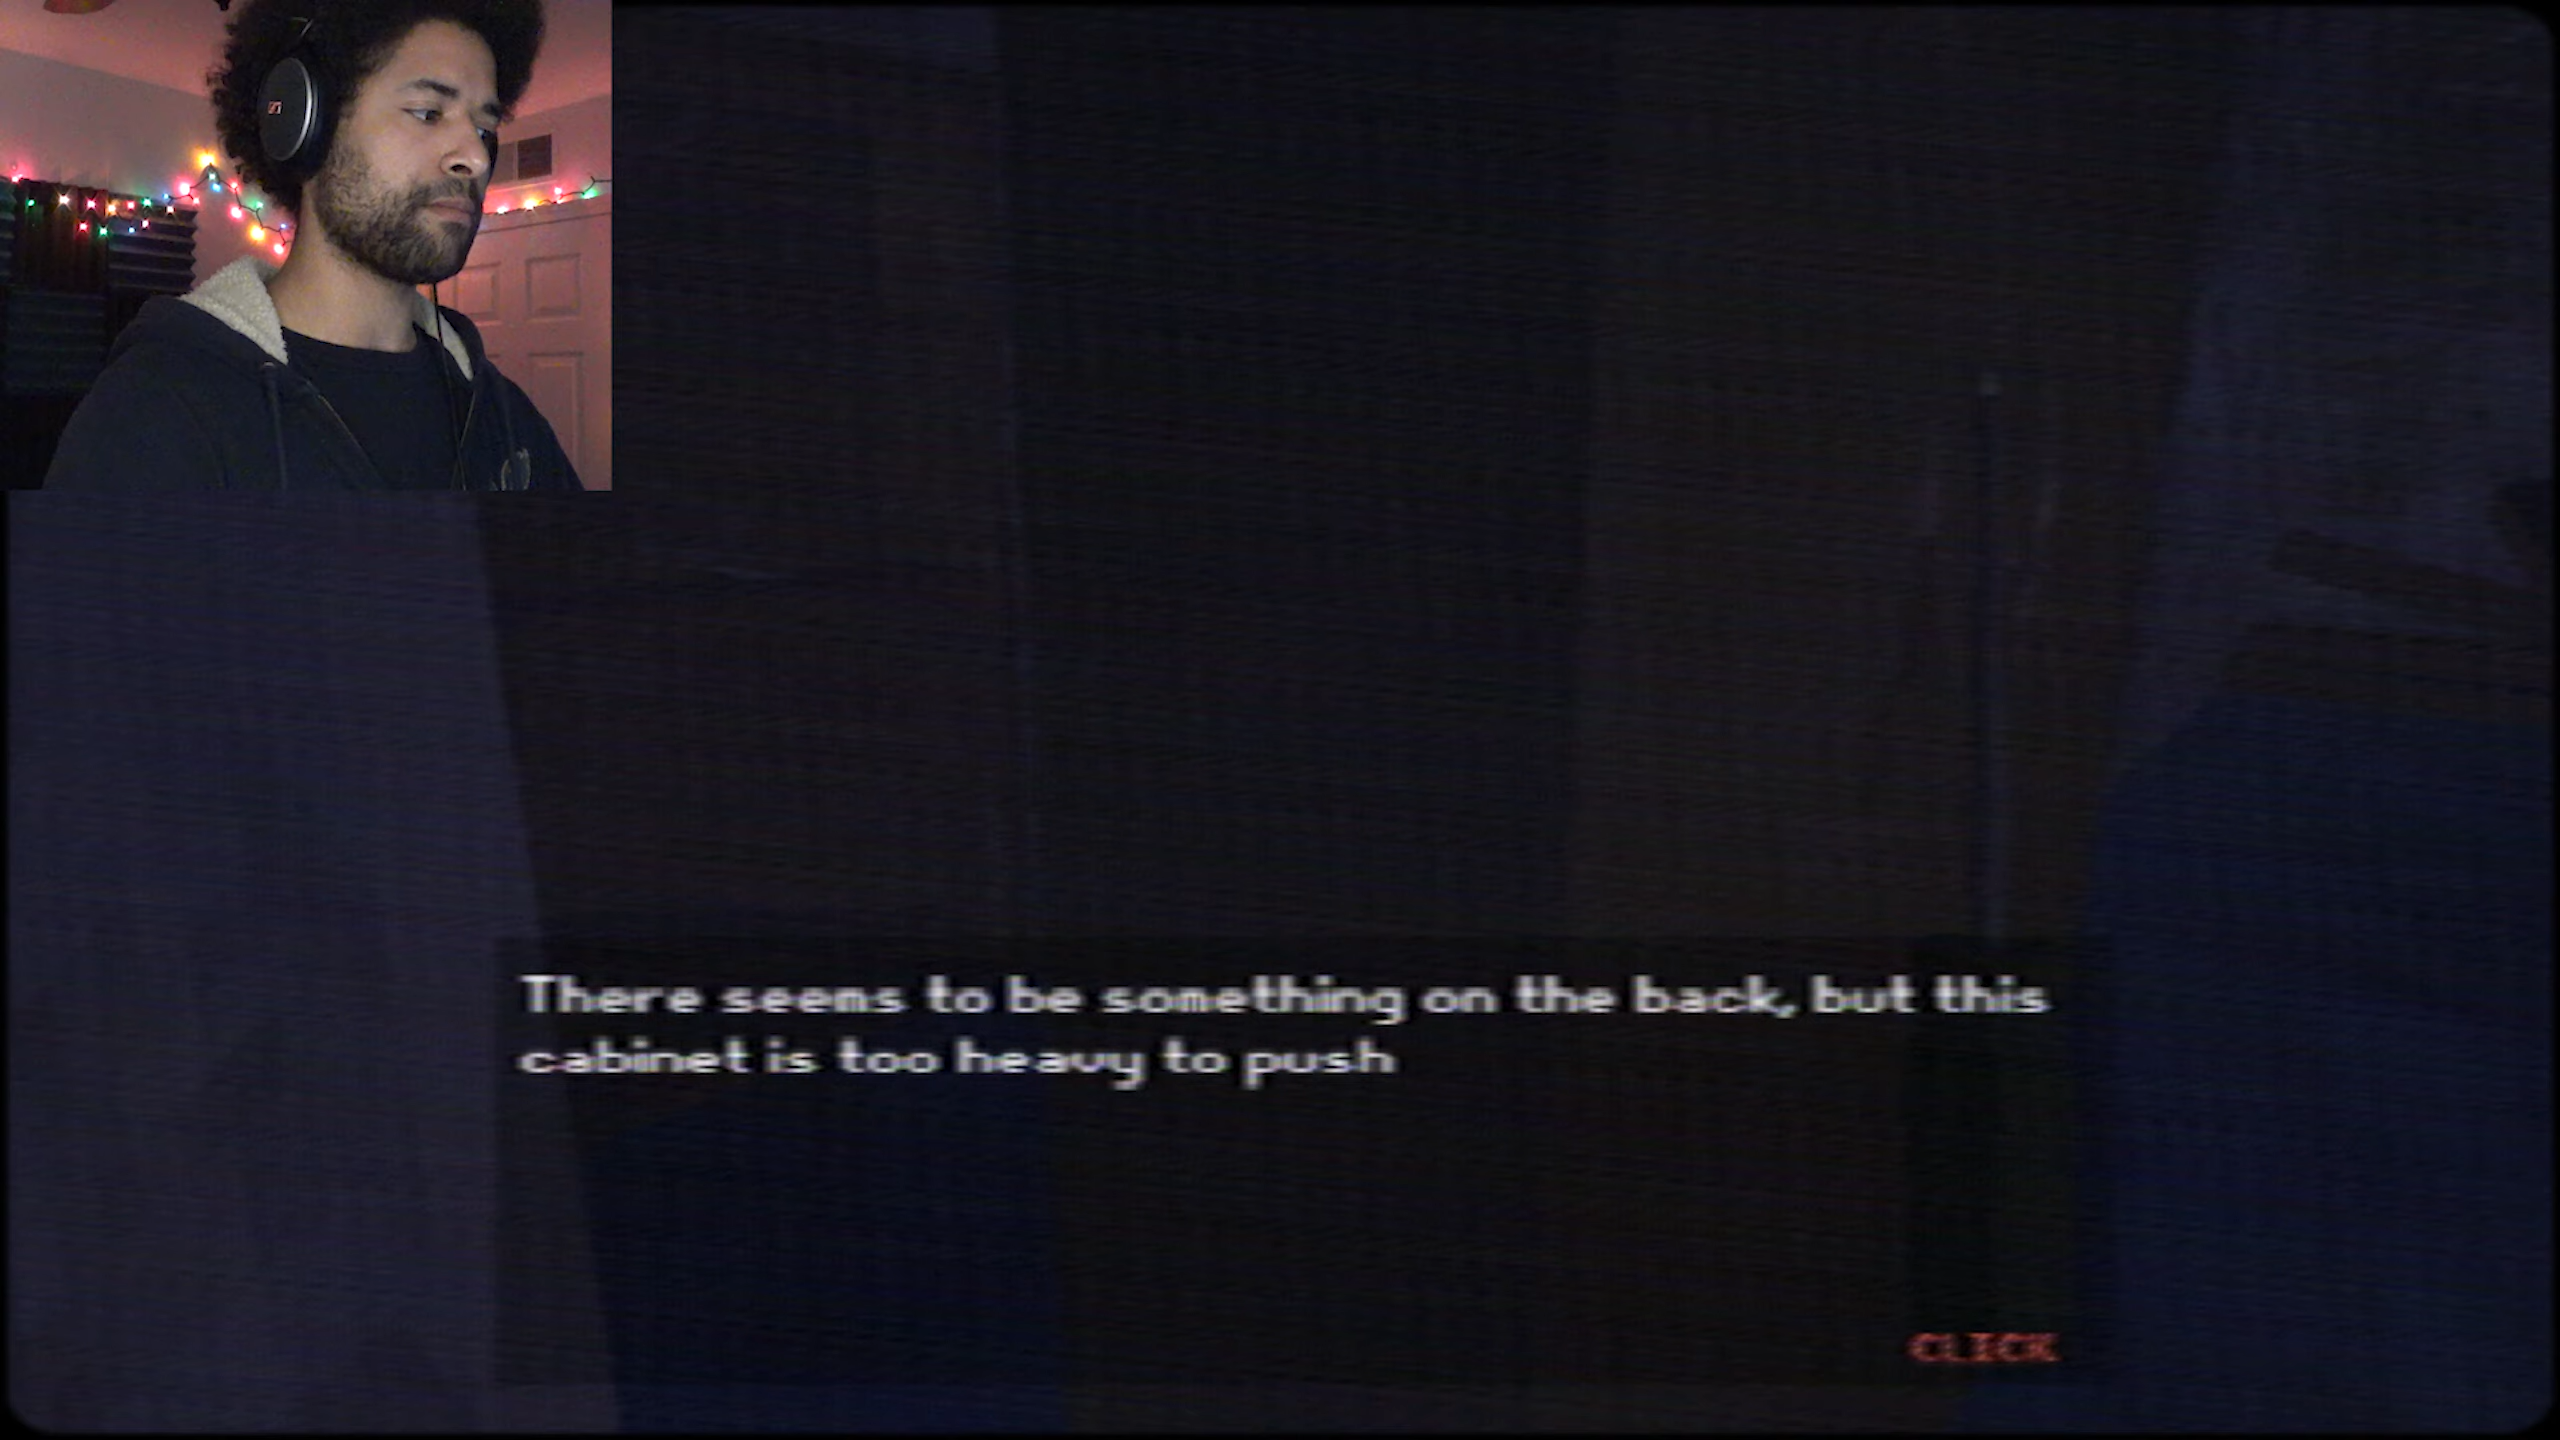 There seems to be something on the back, but this
cabinet is too heavy to push
CLICK